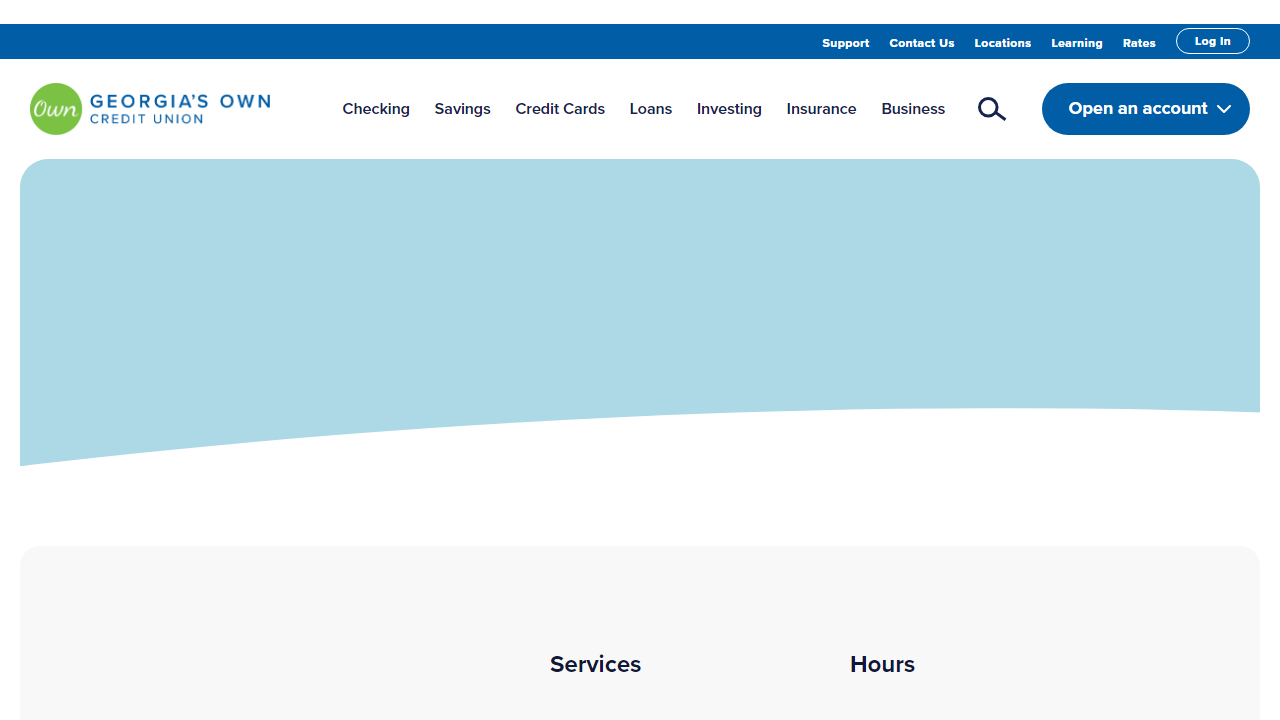 Support Contact Us Locations Learning Rates Log In
Own GEORGIA'S OWN
CREDIT UNION
Checking Savings Credit Cards Loans Investing Insurance Business Open an account
Services Hours